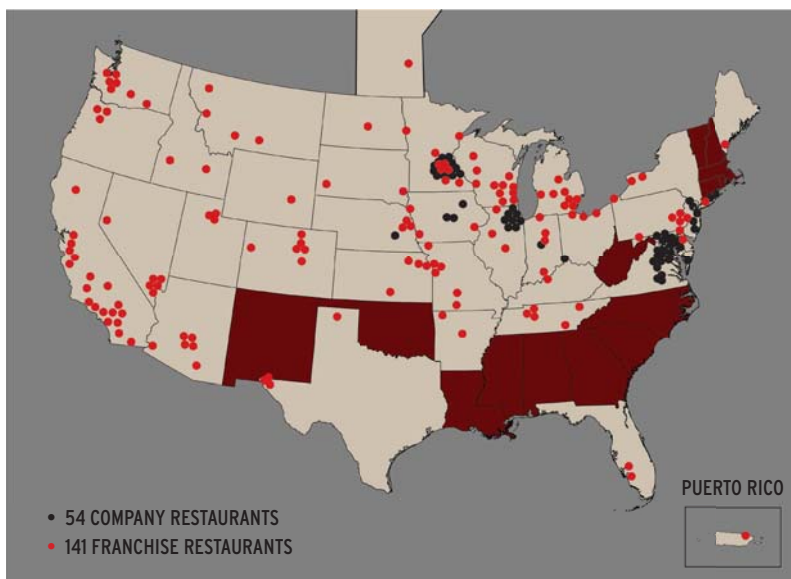 PUERTO RICO
• 54 COMPANY RESTAURANTS
• 141 FRANCHISE RESTAURANTS